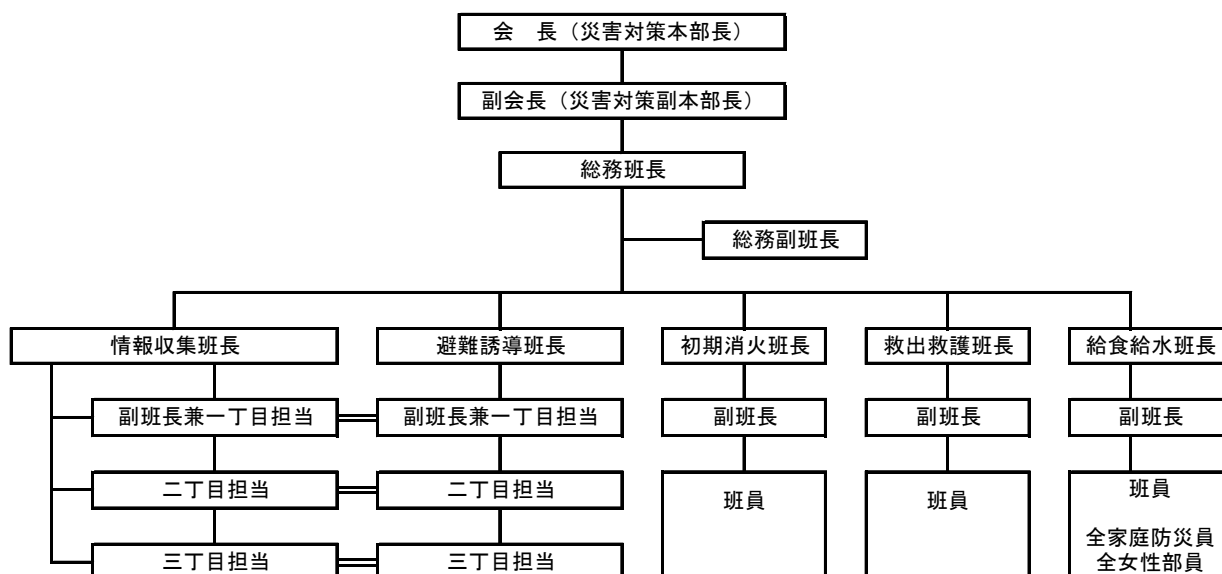 会　長（災害対策本部長）
副会長（災害対策副本部長）
総務班長
総務副班長
情報収集班長
避難誘導班長
初期消火班長
救出救護班長
給食給水班長
副班長兼一丁目担当
副班長兼一丁目担当
副班長
副班長
副班長
二丁目担当
二丁目担当
班員
班員
班員
全家庭防災員
全女性部員
三丁目担当
三丁目担当